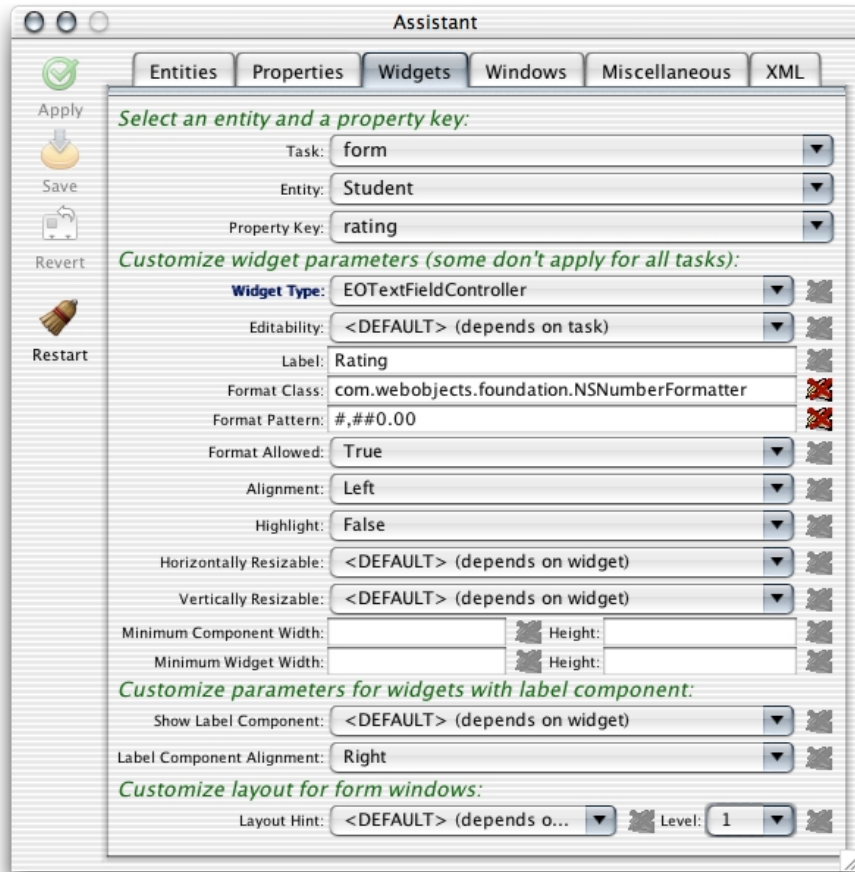 Assistant
Entities Properties Widgets Windows Miscellaneous XML
Apply
Save
Revert
Restart
Select an entity and a property key:
Task: form
Entity: Student
Property Key: rating
Customize widget parameters (some don't apply for all tasks):
Widget Type: EOTextFieldController
Editability: <DEFAULT> (depends on task)
Label: Rating
Format Class: com.webobjects.foundation.NSNumberFormatter
Format Pattern: #,##0.00
Format Allowed: True
Alignment: Left
Highlight: False
Horizontally Resizable: <DEFAULT> (depends on widget)
Vertically Resizable: <DEFAULT> (depends on widget)
Minimum Component Width: Height:
Minimum Widget Width: Height:
Customize parameters for widgets with label component:
Show Label Component: <DEFAULT> (depends on widget)
Label Component Alignment: Right
Customize layout for form windows:
Layout Hint: <DEFAULT> (depends o... Level: 1